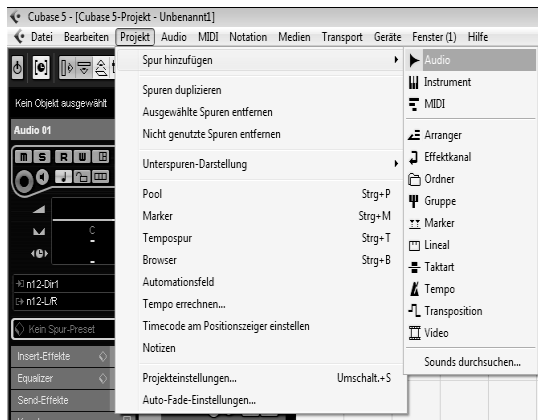 Cubase 5 - [Cubase 5-Projekt - Unbenannt1]
Datei Bearbeiten Projekt Audio MIDI Notation Medien Transport Geräte Fenster (1) Hilfe
Kein Objekt ausgewählt
Audio 01
M S R W
C
n12-Dir1
n12-L/R
Kein Spur-Preset
Insert-Effekte
Equalizer
Send-Effekte
Spur hinzufügen
Spuren duplizieren
Ausgewählte Spuren entfernen
Nicht genutzte Spuren entfernen
Unterspuren-Darstellung
Pool Strg+P
Marker Strg+M
Tempospur Strg+T
Browser Strg+B
Automationsfeld
Tempo errechnen...
Timecode am Positionszeiger einstellen
Notizen
Projekteinstellungen... Umschalt.+S
Auto-Fade-Einstellungen...
Audio
Instrument
MIDI
Arranger
Effektkanal
Ordner
Gruppe
Marker
Lineal
Taktart
Tempo
Transposition
Video
Sounds durchsuchen...